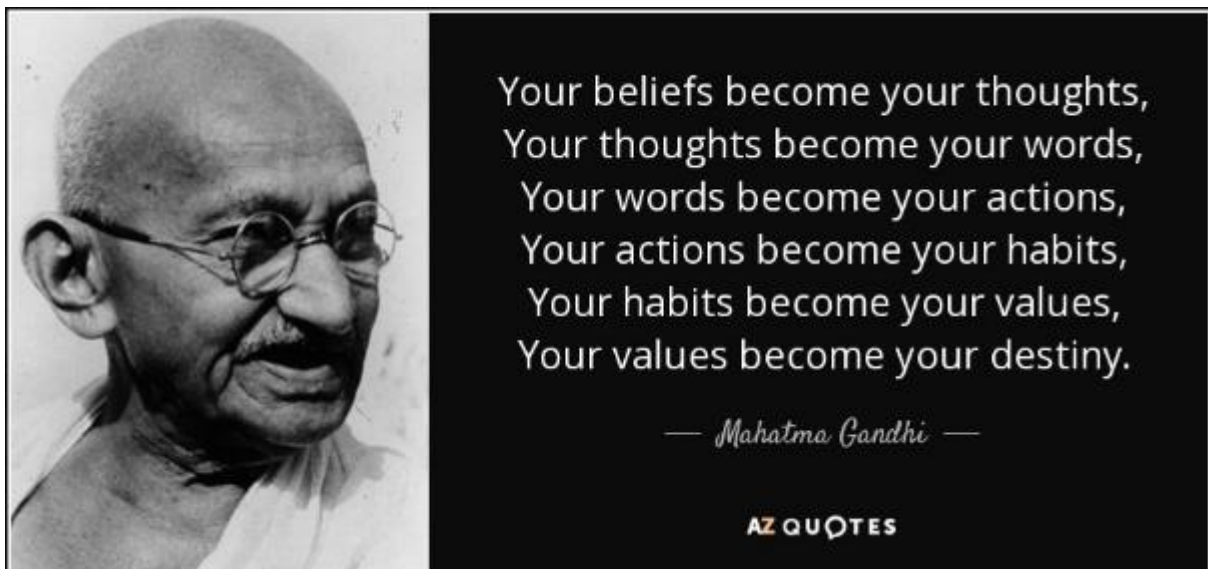 Your beliefs become your thoughts,
Your thoughts become your words,
Your words become your actions,
Your actions become your habits,
Your habits become your values,
Your values become your destiny.
— Mahatma Gandhi —
AZ QUOTES